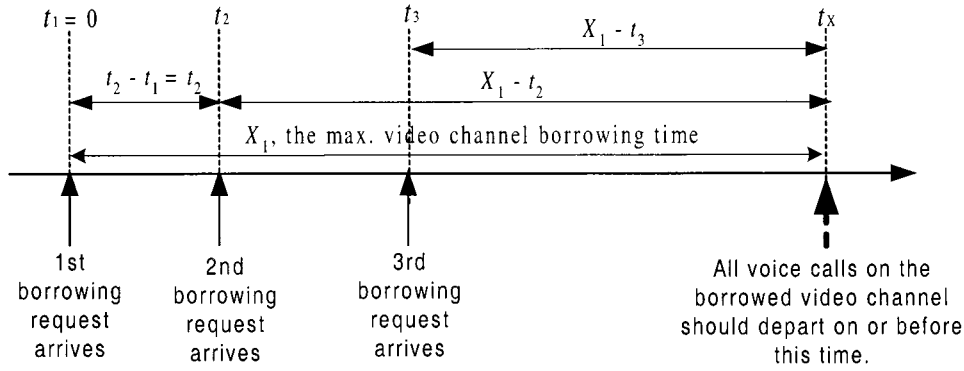 t1 = 0
t2
t3
tX
X1 - t3
t2 - t1 = t2
X1 - t2
X1, the max. video channel borrowing time
1st
borrowing
request
arrives
2nd
borrowing
request
arrives
3rd
borrowing
request
arrives
All voice calls on the
borrowed video channel
should depart on or before
this time.